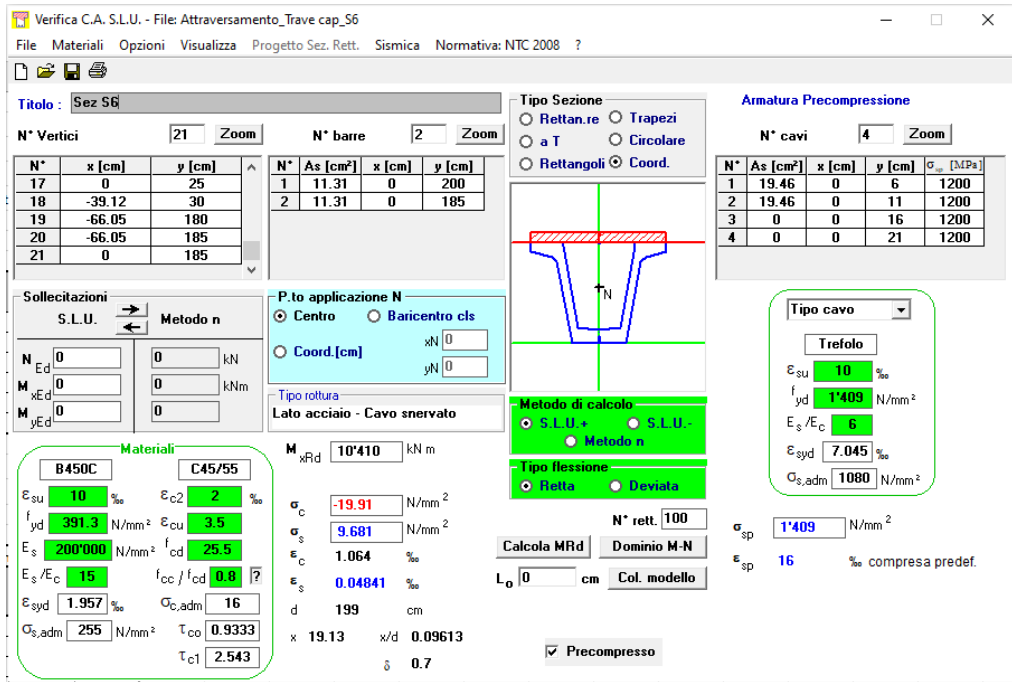 Verifica C.A. S.L.U. - File: Attraversamento_Trave cap_S6
File Materiali Opzioni Visualizza Progetto Sez. Rett. Sismica Normativa: NTC 2008 ?
Titolo : Sez S6
N° Vertici 21 Zoom
N° barre 2 Zoom
N° x [cm] y [cm]
17 0 25
18 -39.12 30
19 -66.05 180
20 -66.05 185
21 0 185
N° As [cm²] x [cm] y [cm]
1 11.31 0 200
2 11.31 0 185
Tipo Sezione
Rettan.re Trapezi
a T Circolare
Rettangoli Coord.
N
Armatura Precompressione
N° cavi 4 Zoom
N° As [cm²] x [cm] y [cm] σsp [MPa]
1 19.46 0 6 1200
2 19.46 0 11 1200
3 0 0 16 1200
4 0 0 21 1200
Sollecitazioni
S.L.U. Metodo n
N Ed 0 0 kN
M xEd 0 0 kNm
M yEd 0 0
P.to applicazione N
Centro Baricentro cls
Coord.[cm] xN 0
yN 0
Tipo rottura
Lato acciaio - Cavo snervato
Metodo di calcolo
S.L.U.+ S.L.U.-
Metodo n
Tipo flessione
Retta Deviata
N° rett. 100
Calcola MRd Dominio M-N
L o 0 cm Col. modello
Precompresso
Materiali
B450C C45/55
εsu 10 ‰ εc2 2 ‰
fyd 391.3 N/mm² εcu 3.5
Es 200'000 N/mm² fcd 25.5
Es/Ec 15 fcc / fcd 0.8 ?
εsyd 1.957 ‰ σc,adm 16
σs,adm 255 N/mm² τco 0.9333
τc1 2.543
M xRd 10'410 kN m
σc -19.91 N/mm²
σs 9.681 N/mm²
εc 1.064 ‰
εs 0.04841 ‰
d 199 cm
x 19.13 x/d 0.09613
δ 0.7
Tipo cavo
Trefolo
εsu 10 ‰
fyd 1'409 N/mm²
Es/Ec 6
εsyd 7.045 ‰
σs,adm 1080 N/mm²
σsp 1'409 N/mm²
εsp 16 ‰ compresa predef.